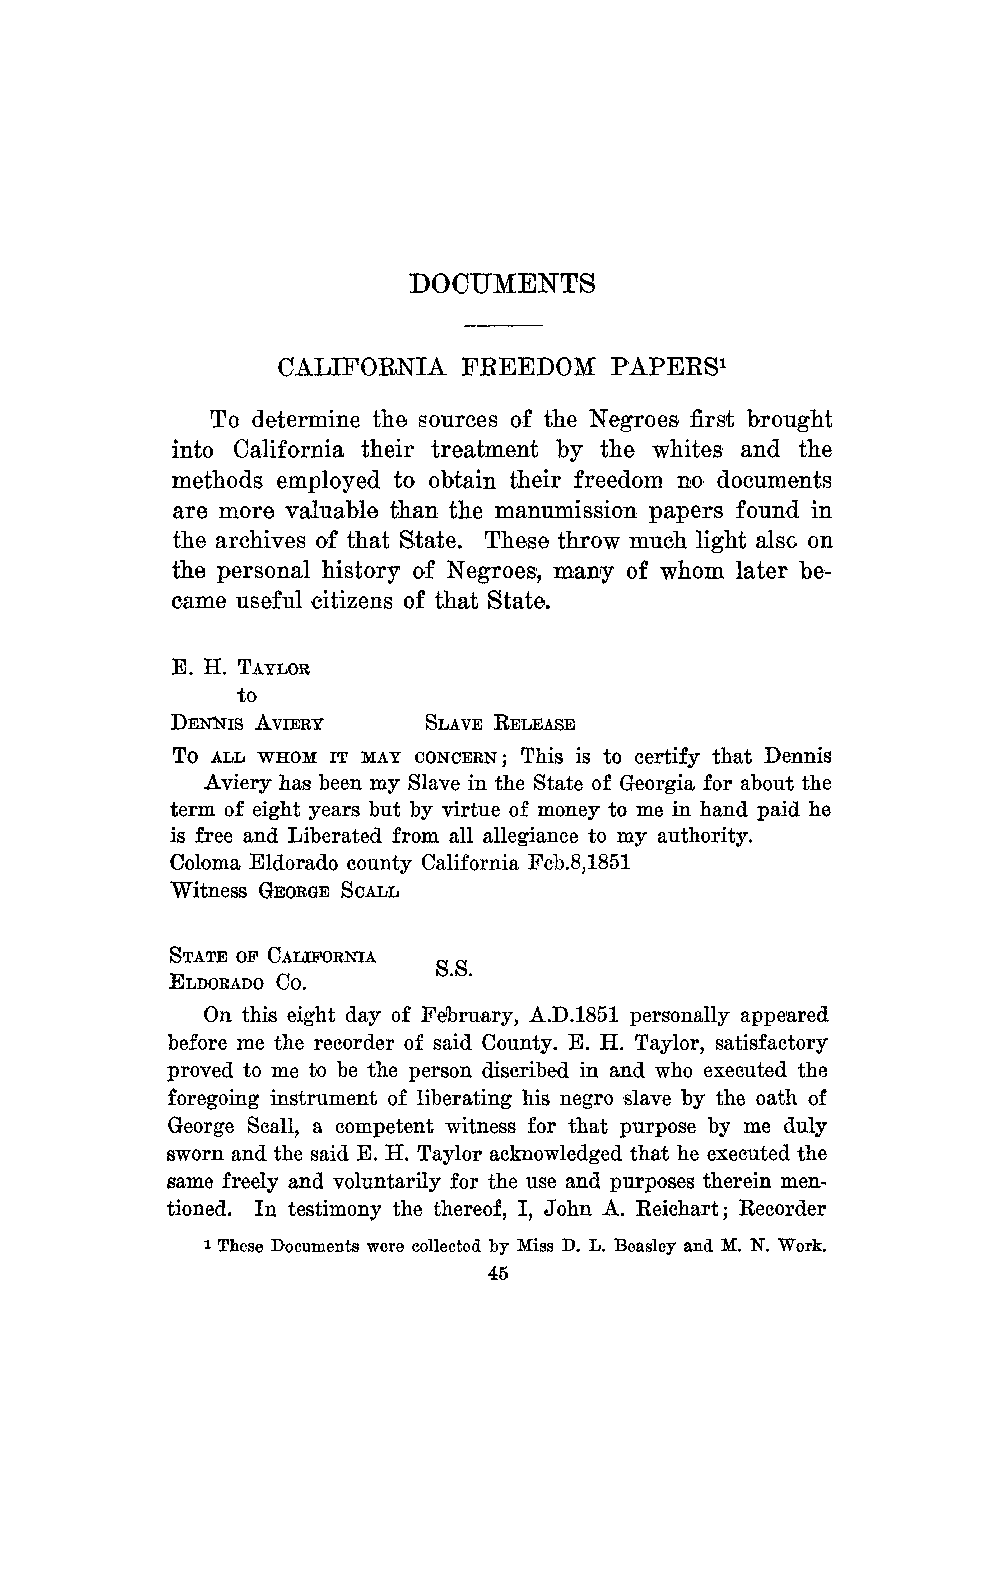 DOCUMENTS
CALIFORNIA FREEDOM PAPERS¹
To determine the sources of the Negroes first brought
into California their treatment by the whites and the
methods employed to obtain their freedom no documents
are more valuable than the manumission papers found in
the archives of that State. These throw much light also on
the personal history of Negroes, many of whom later be-
came useful citizens of that State.
E. H. TAYLOR
to
DENNIS AVIERY SLAVE RELEASE
TO ALL WHOM IT MAY CONCERN; This is to certify that Dennis
Aviery has been my Slave in the State of Georgia for about the
term of eight years but by virtue of money to me in hand paid he
is free and Liberated from all allegiance to my authority.
Coloma Eldorado county California Feb.8,1851
Witness GEORGE SCALL
STATE OF CALIFORNIA
S.S.
ELDORADO CO.
On this eight day of February, A.D.1851 personally appeared
before me the recorder of said County. E. H. Taylor, satisfactory
proved to me to be the person discribed in and who executed the
foregoing instrument of liberating his negro slave by the oath of
George Scall, a competent witness for that purpose by me duly
sworn and the said E. H. Taylor acknowledged that he executed the
same freely and voluntarily for the use and purposes therein men-
tioned. In testimony the thereof, I, John A. Reichart; Recorder
¹ These Documents were collected by Miss D. L. Beasley and M. N. Work.
45